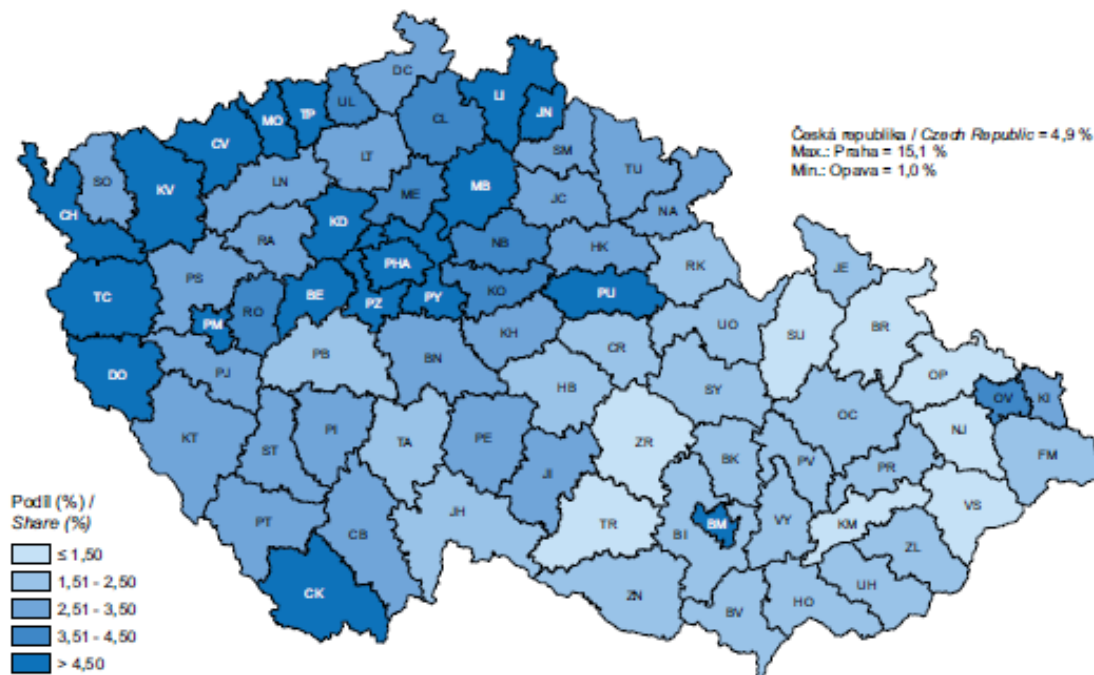 DC
LI
UL
TP
JN
MO
CL
CV
SM
LT
TU
SO
KV
LN
MB
JC
ME
NA
CH
KD
RA
NB
HK
PHA
RK
JE
PS
TC
BE
PZ
PY
KO
PU
RO
PM
UO
SU
BR
KH
CR
PB
BN
PJ
DO
OP
HB
SY
OV
KI
OC
KT
ST
PI
TA
PE
ZR
NJ
FM
BK
PV
PR
JI
VS
PT
CB
JH
TR
BI
BM
VY
KM
ZL
CK
ZN
BV
HO
UH
Česká republika / Czech Republic = 4,9 %
Max.: Praha = 15,1 %
Min.: Opava = 1,0 %
Podíl (%) /
Share (%)
≤ 1,50
1,51 - 2,50
2,51 - 3,50
3,51 - 4,50
> 4,50